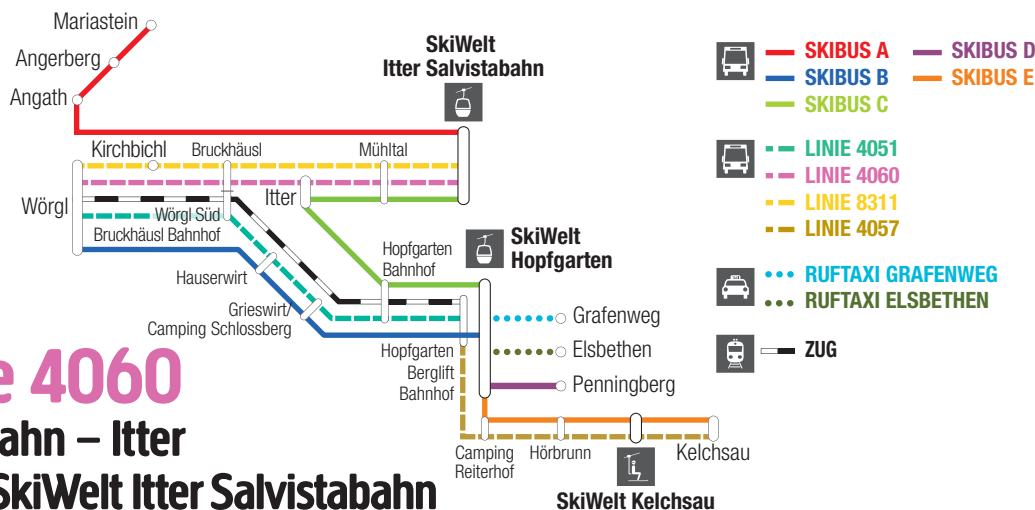 Mariastein
Angerberg
Angath
SkiWelt
Itter Salvistabahn
Kirchbichl
Bruckhäusl
Mühltal
Wörgl
Itter
Wörgl Süd
Bruckhäusl Bahnhof
Hauserwirt
Grieswirt/
Camping Schlossberg
Hopfgarten
Bahnhof
SkiWelt
Hopfgarten
Grafenweg
Elsbethen
Penningberg
Hopfgarten
Berglift
Bahnhof
Camping
Reiterhof
Hörbrunn
Kelchsau
SkiWelt Kelchsau
SKIBUS A
SKIBUS B
SKIBUS C
SKIBUS D
SKIBUS E
LINIE 4051
LINIE 4060
LINIE 8311
LINIE 4057
RUFTAXI GRAFENWEG
RUFTAXI ELSBETHEN
ZUG
e 4060
bahn – Itter
SkiWelt Itter Salvistabahn